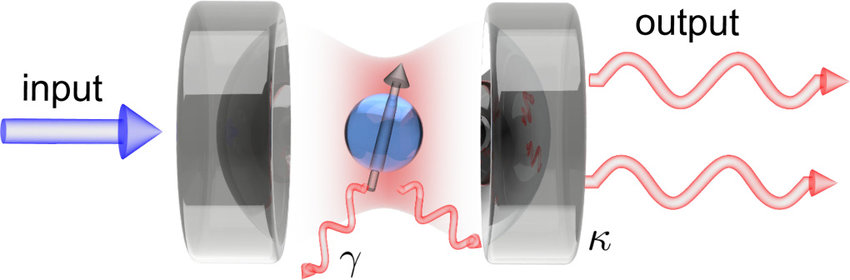 input
output
γ
κ